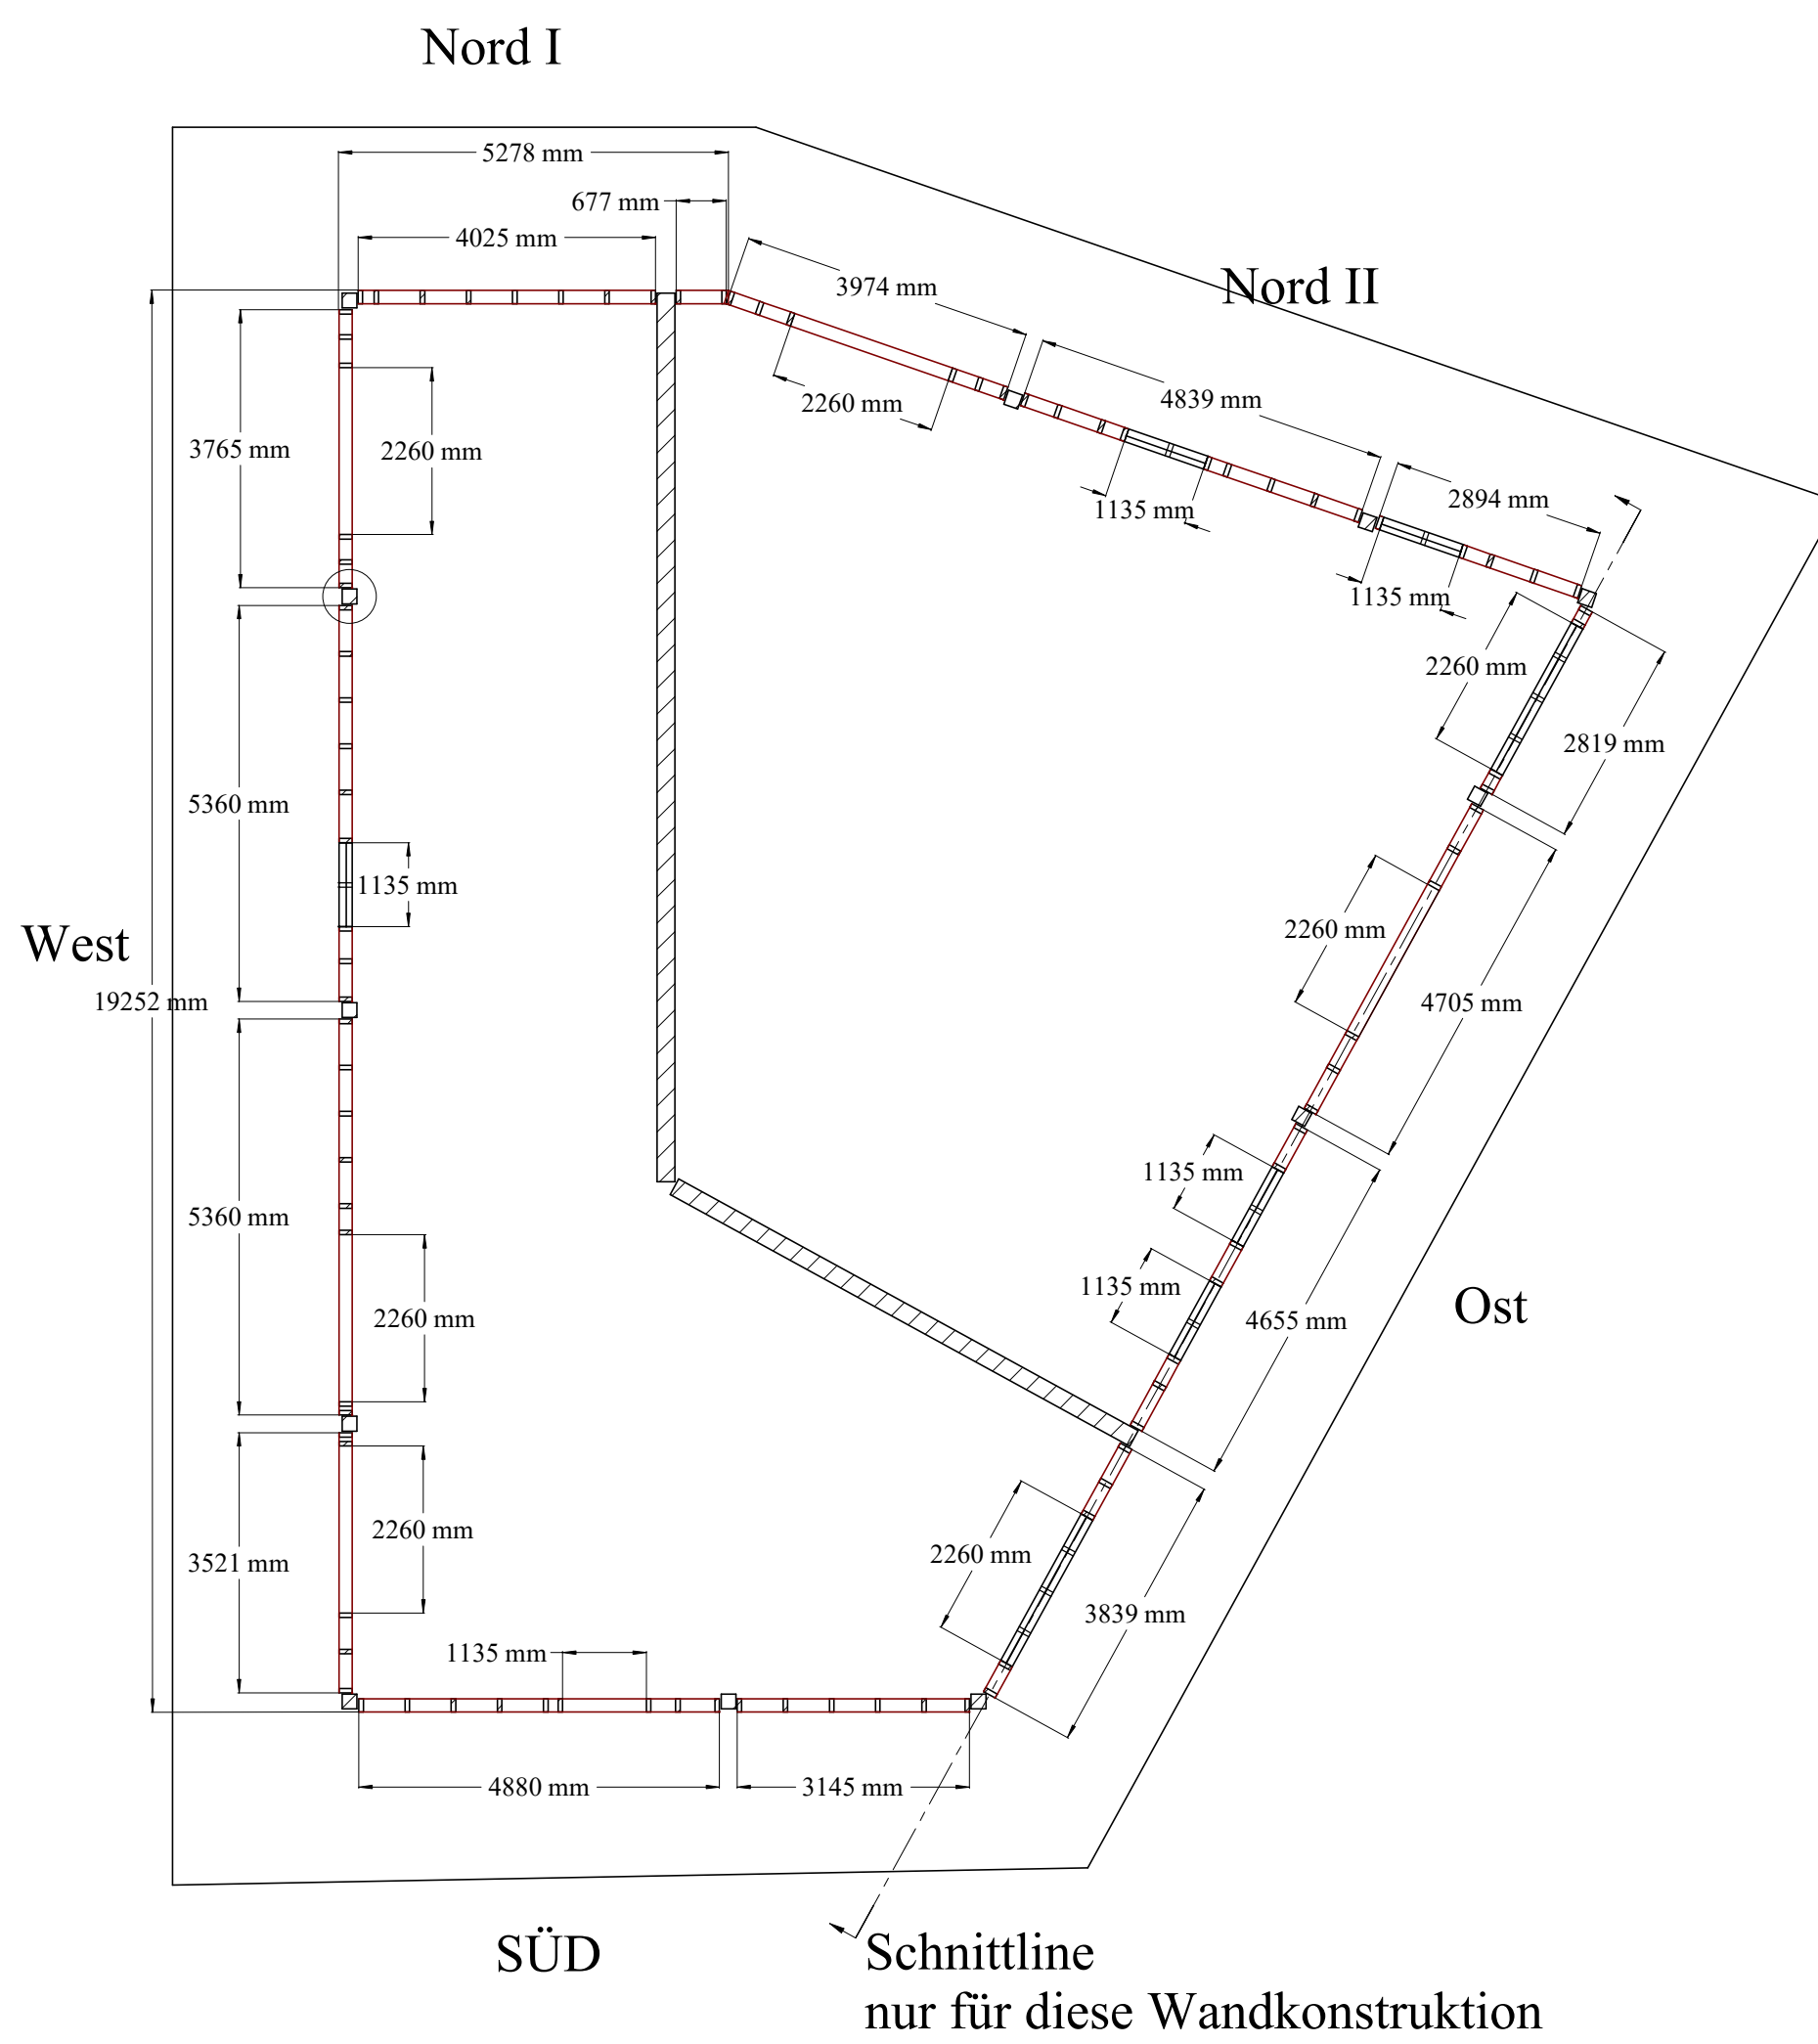 Nord I
5278 mm
677 mm
4025 mm
Nord II
3974 mm
4839 mm
2260 mm
3765 mm
2260 mm
2894 mm
1135 mm
1135 mm
2260 mm
2819 mm
5360 mm
1135 mm
2260 mm
West
19252 mm
4705 mm
1135 mm
5360 mm
1135 mm
Ost
2260 mm
4655 mm
2260 mm
2260 mm
3521 mm
3839 mm
1135 mm
4880 mm
3145 mm
SÜD
Schnittline
nur für diese Wandkonstruktion